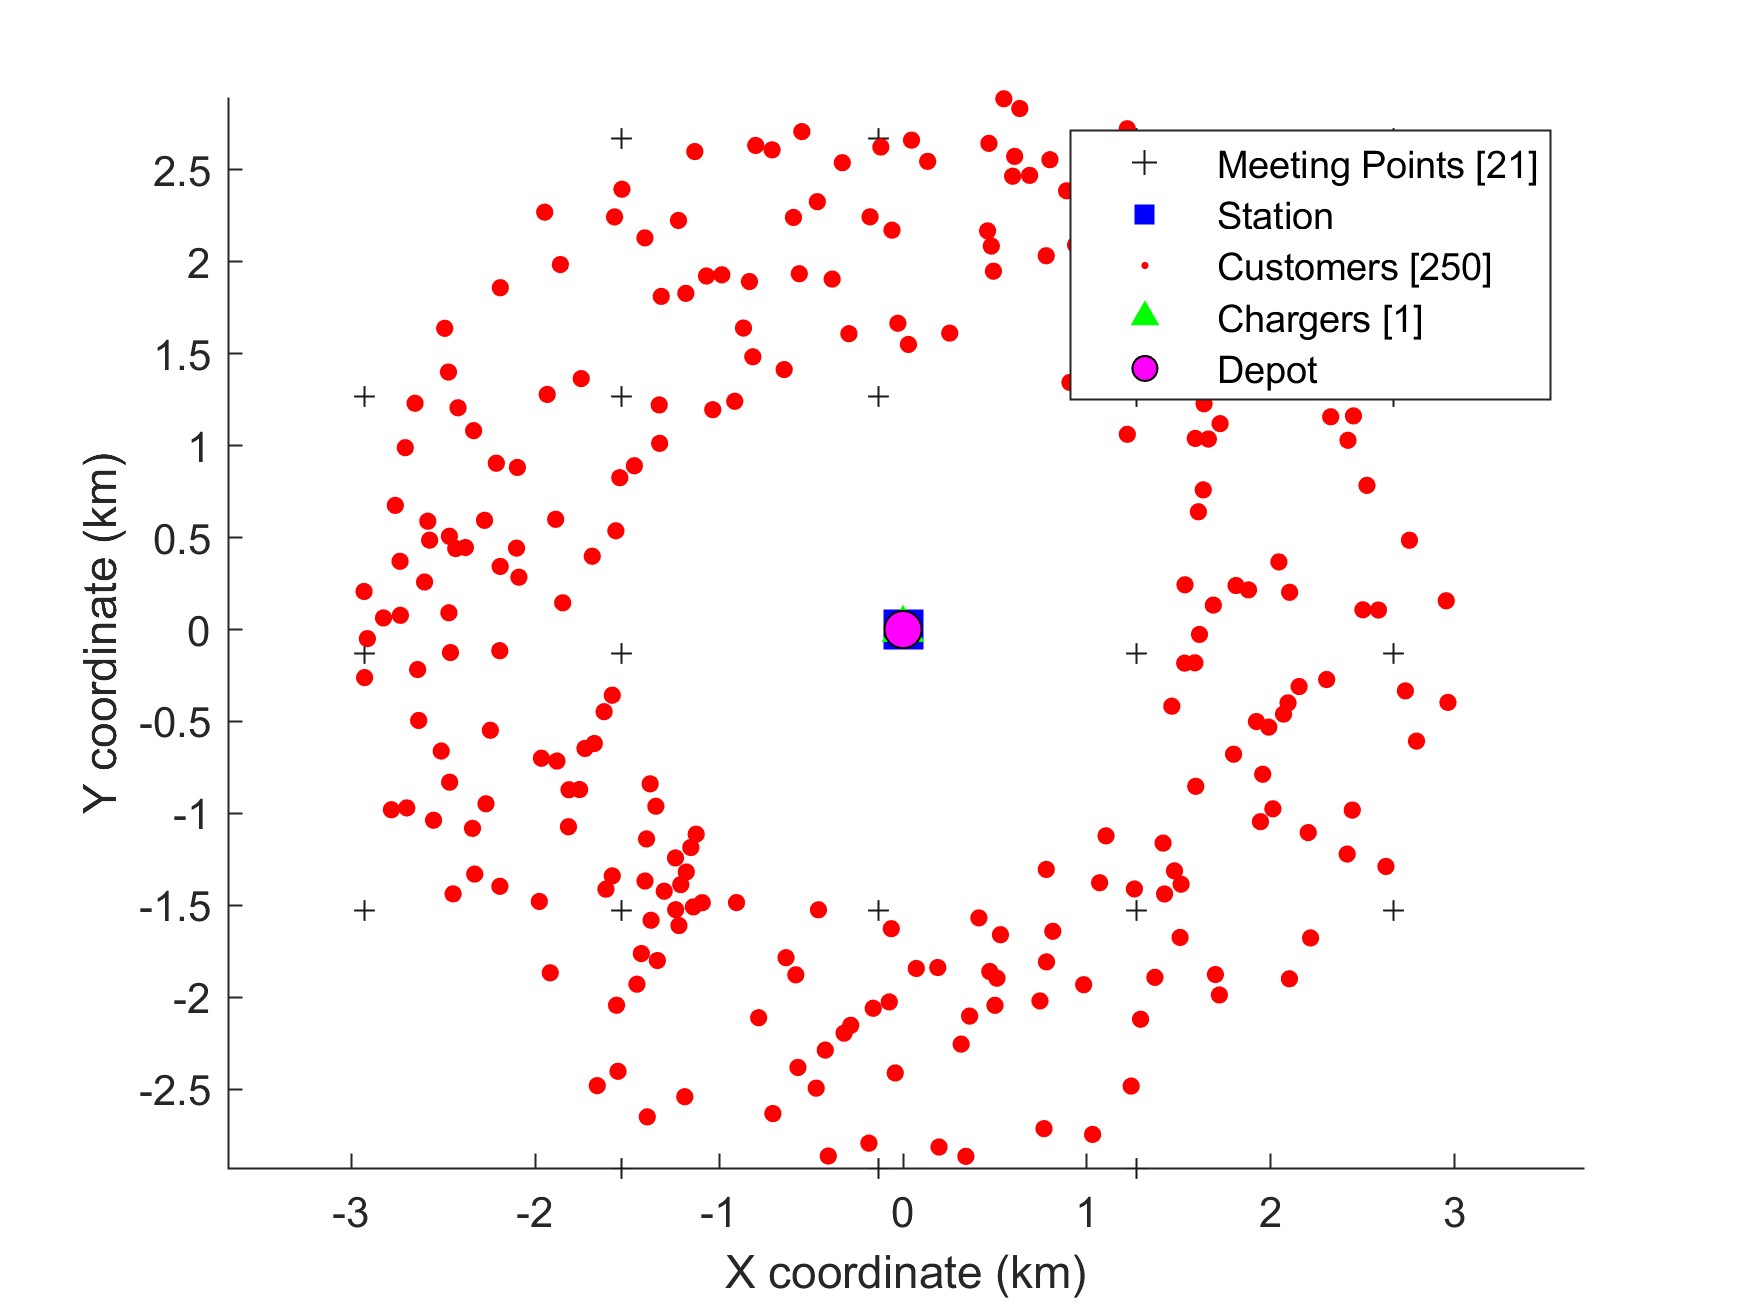 Meeting Points [21]
Station
Customers [250]
Chargers [1]
Depot
Y coordinate (km)
2.5
2
1.5
1
0.5
0
-0.5
-1
-1.5
-2
-2.5
-3 -2 -1 0 1 2 3
X coordinate (km)